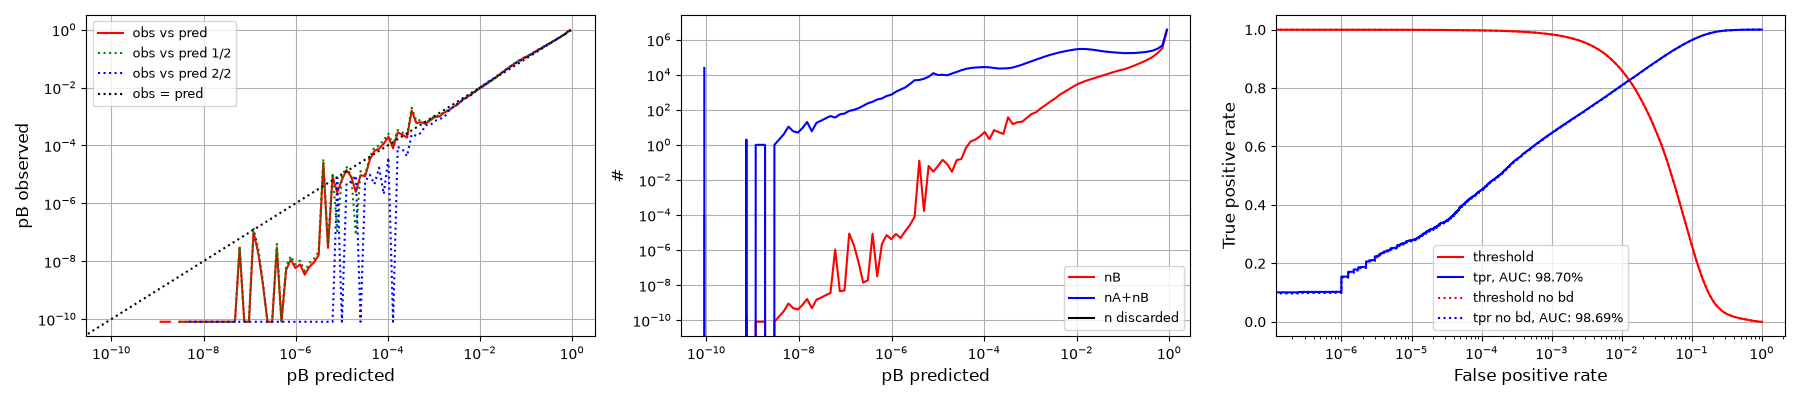 pB observed
10⁰
10⁻²
10⁻⁴
10⁻⁶
10⁻⁸
10⁻¹⁰
obs vs pred
obs vs pred 1/2
obs vs pred 2/2
obs = pred
10⁻¹⁰ 10⁻⁸ 10⁻⁶ 10⁻⁴ 10⁻² 10⁰
pB predicted
#
10⁶
10⁴
10²
10⁰
10⁻²
10⁻⁴
10⁻⁶
10⁻⁸
10⁻¹⁰
nB
nA+nB
n discarded
10⁻¹⁰ 10⁻⁸ 10⁻⁶ 10⁻⁴ 10⁻² 10⁰
pB predicted
True positive rate
1.0
0.8
0.6
0.4
0.2
0.0
threshold
tpr, AUC: 98.70%
threshold no bd
tpr no bd, AUC: 98.69%
10⁻⁶ 10⁻⁵ 10⁻⁴ 10⁻³ 10⁻² 10⁻¹ 10⁰
False positive rate